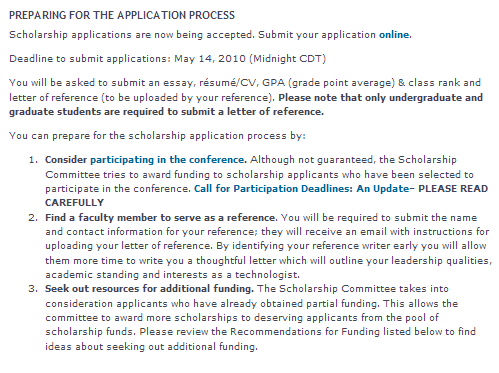 PREPARING FOR THE APPLICATION PROCESS
Scholarship applications are now being accepted. Submit your application online.
Deadline to submit applications: May 14, 2010 (Midnight CDT)
You will be asked to submit an essay, résumé/CV, GPA (grade point average) & class rank and
letter of reference (to be uploaded by your reference). Please note that only undergraduate and
graduate students are required to submit a letter of reference.
You can prepare for the scholarship application process by:
1. Consider participating in the conference. Although not guaranteed, the Scholarship
Committee tries to award funding to scholarship applicants who have been selected to
participate in the conference. Call for Participation Deadlines: An Update– PLEASE READ
CAREFULLY
2. Find a faculty member to serve as a reference. You will be required to submit the name
and contact information for your reference; they will receive an email with instructions for
uploading your letter of reference. By identifying your reference writer early you will allow
them more time to write you a thoughtful letter which will outline your leadership qualities,
academic standing and interests as a technologist.
3. Seek out resources for additional funding. The Scholarship Committee takes into
consideration applicants who have already obtained partial funding. This allows the
committee to award more scholarships to deserving applicants from the pool of
scholarship funds. Please review the Recommendations for Funding listed below to find
ideas about seeking out additional funding.